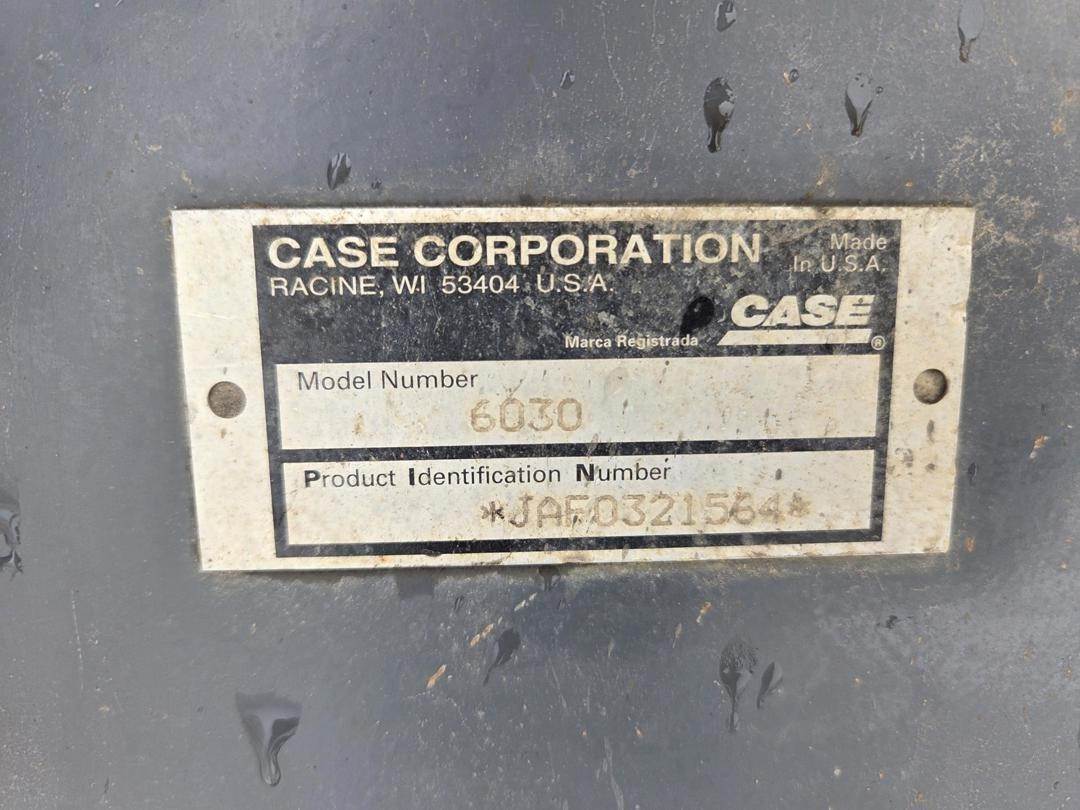 CASE CORPORATION
Made
In U.S.A.
RACINE, WI 53404 U.S.A.
CASE
Marca Registrada
®
Model Number
6030
Product Identification Number
*JAF0321564*